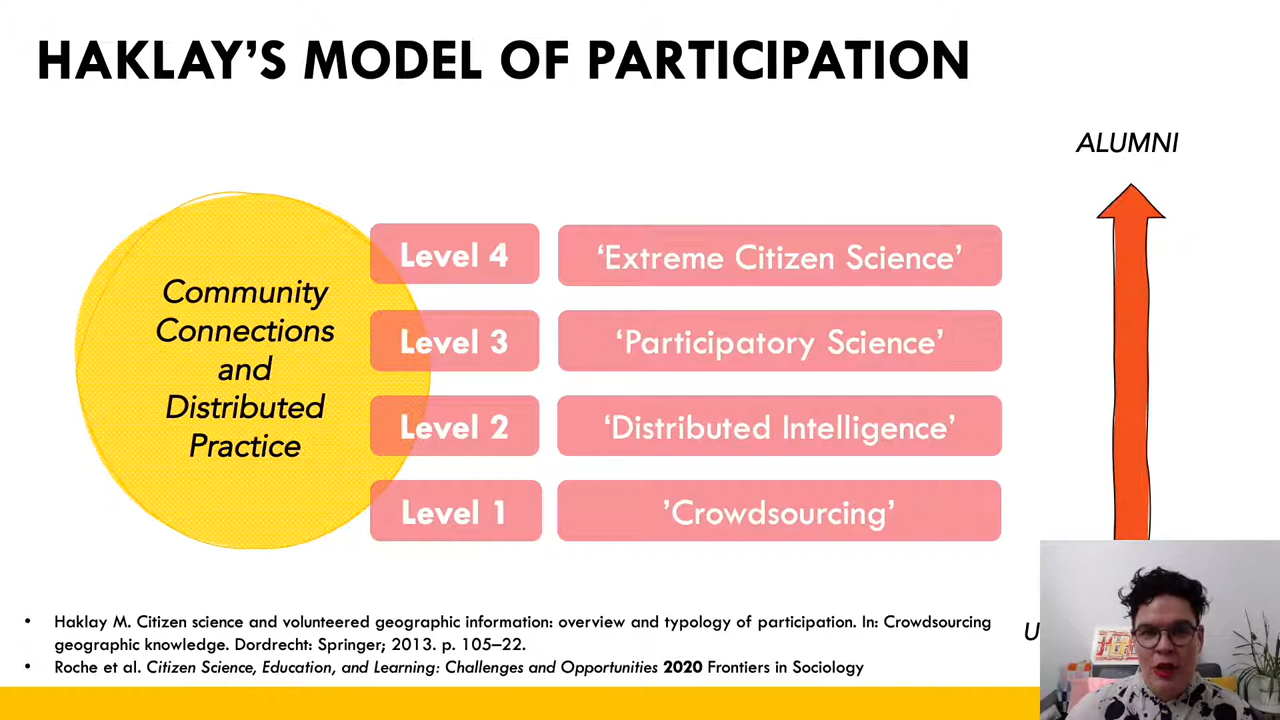 HAKLAY'S MODEL OF PARTICIPATION
ALUMNI
Community
Connections
and
Distributed
Practice
Level 4
‘Extreme Citizen Science’
Level 3
‘Participatory Science’
Level 2
‘Distributed Intelligence’
Level 1
’Crowdsourcing’
• Haklay M. Citizen science and volunteered geographic information: overview and typology of participation. In: Crowdsourcing
geographic knowledge. Dordrecht: Springer; 2013. p. 105–22.
• Roche et al. Citizen Science, Education, and Learning: Challenges and Opportunities 2020 Frontiers in Sociology